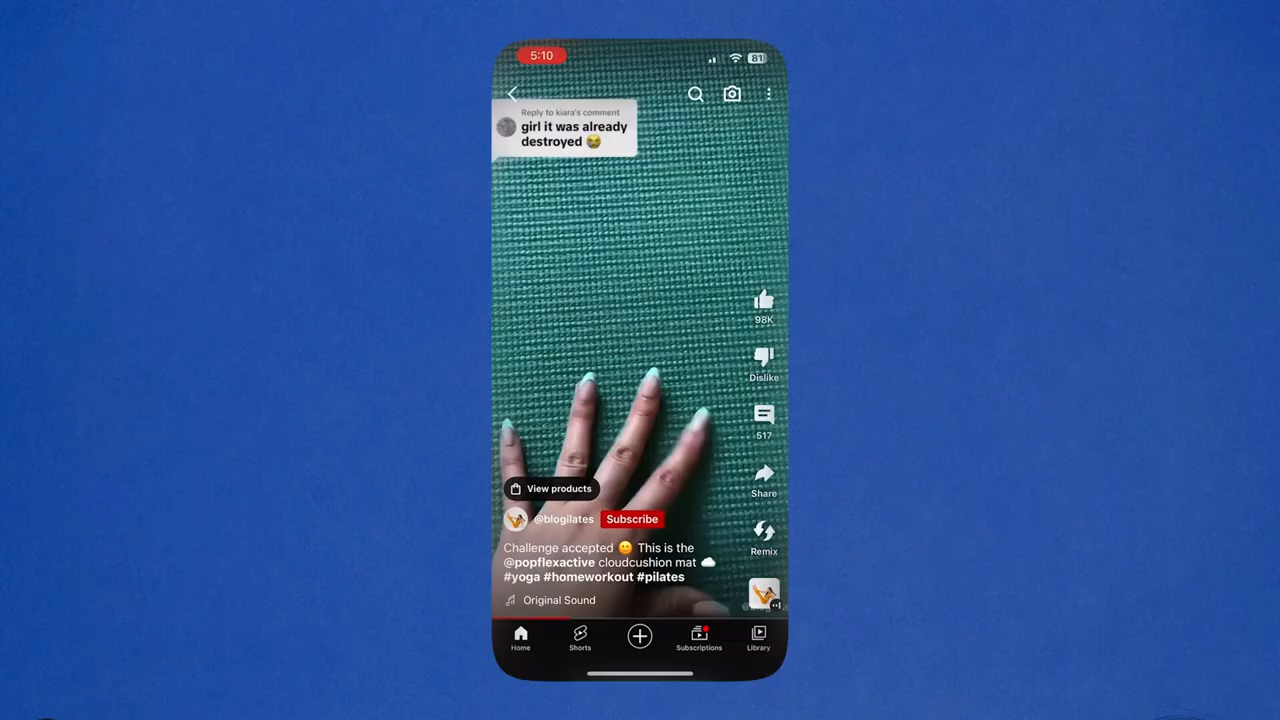 5:10
81
Reply to kiara's comment
girl it was already
destroyed 😭
98K
Dislike
517
Share
Remix
View products
@blogilates Subscribe
Challenge accepted 🙂 This is the
@popflexactive cloudcushion mat ☁️
#yoga #homeworkout #pilates
Original Sound
Home
Shorts
Subscriptions
Library